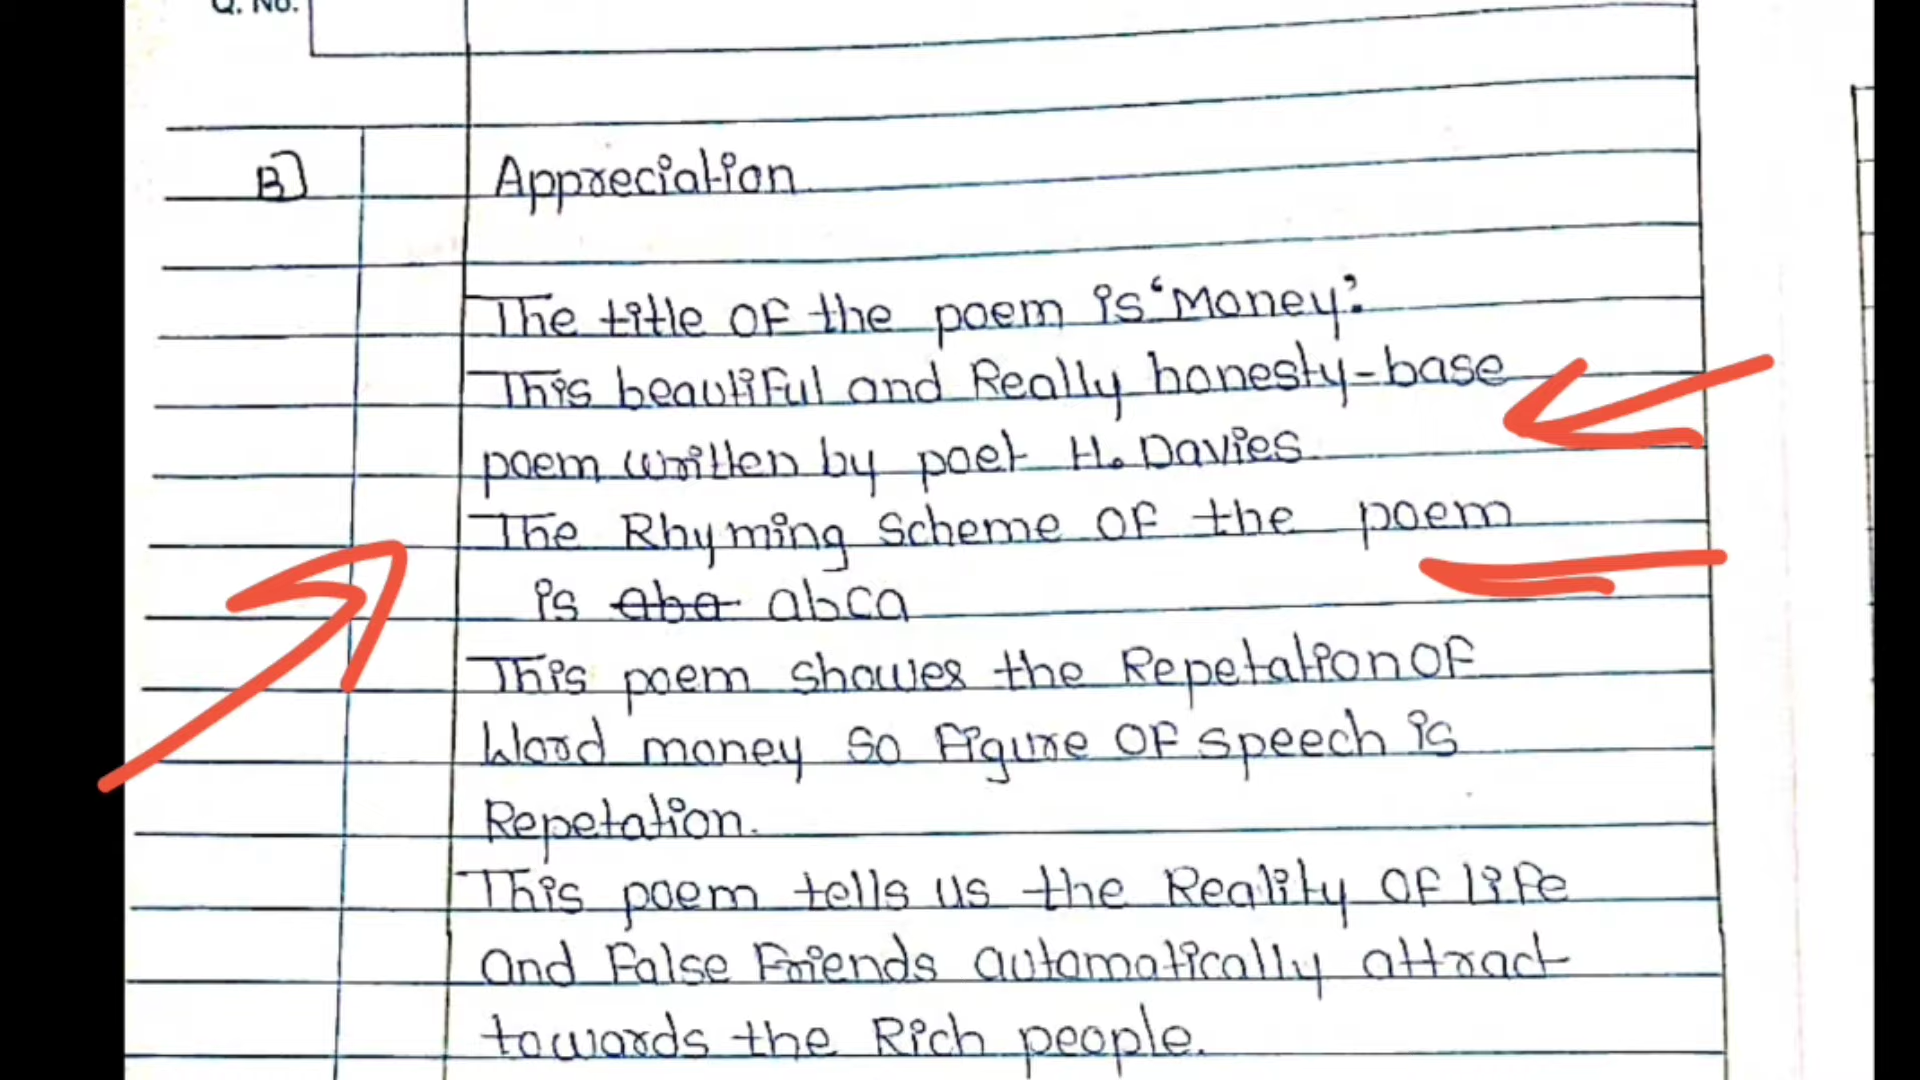 Q. No.
B] Appreciation
The title of the poem is 'Money'.
This beautiful and Really honesty-base
poem written by poet H. Davies
The Rhyming Scheme of the poem
is aba abca
This poem showes the Repetation of
Word money so Figure of speech is
Repetation.
This poem tells us the Reality of life
and False Friends automatically attract
towards the Rich people.